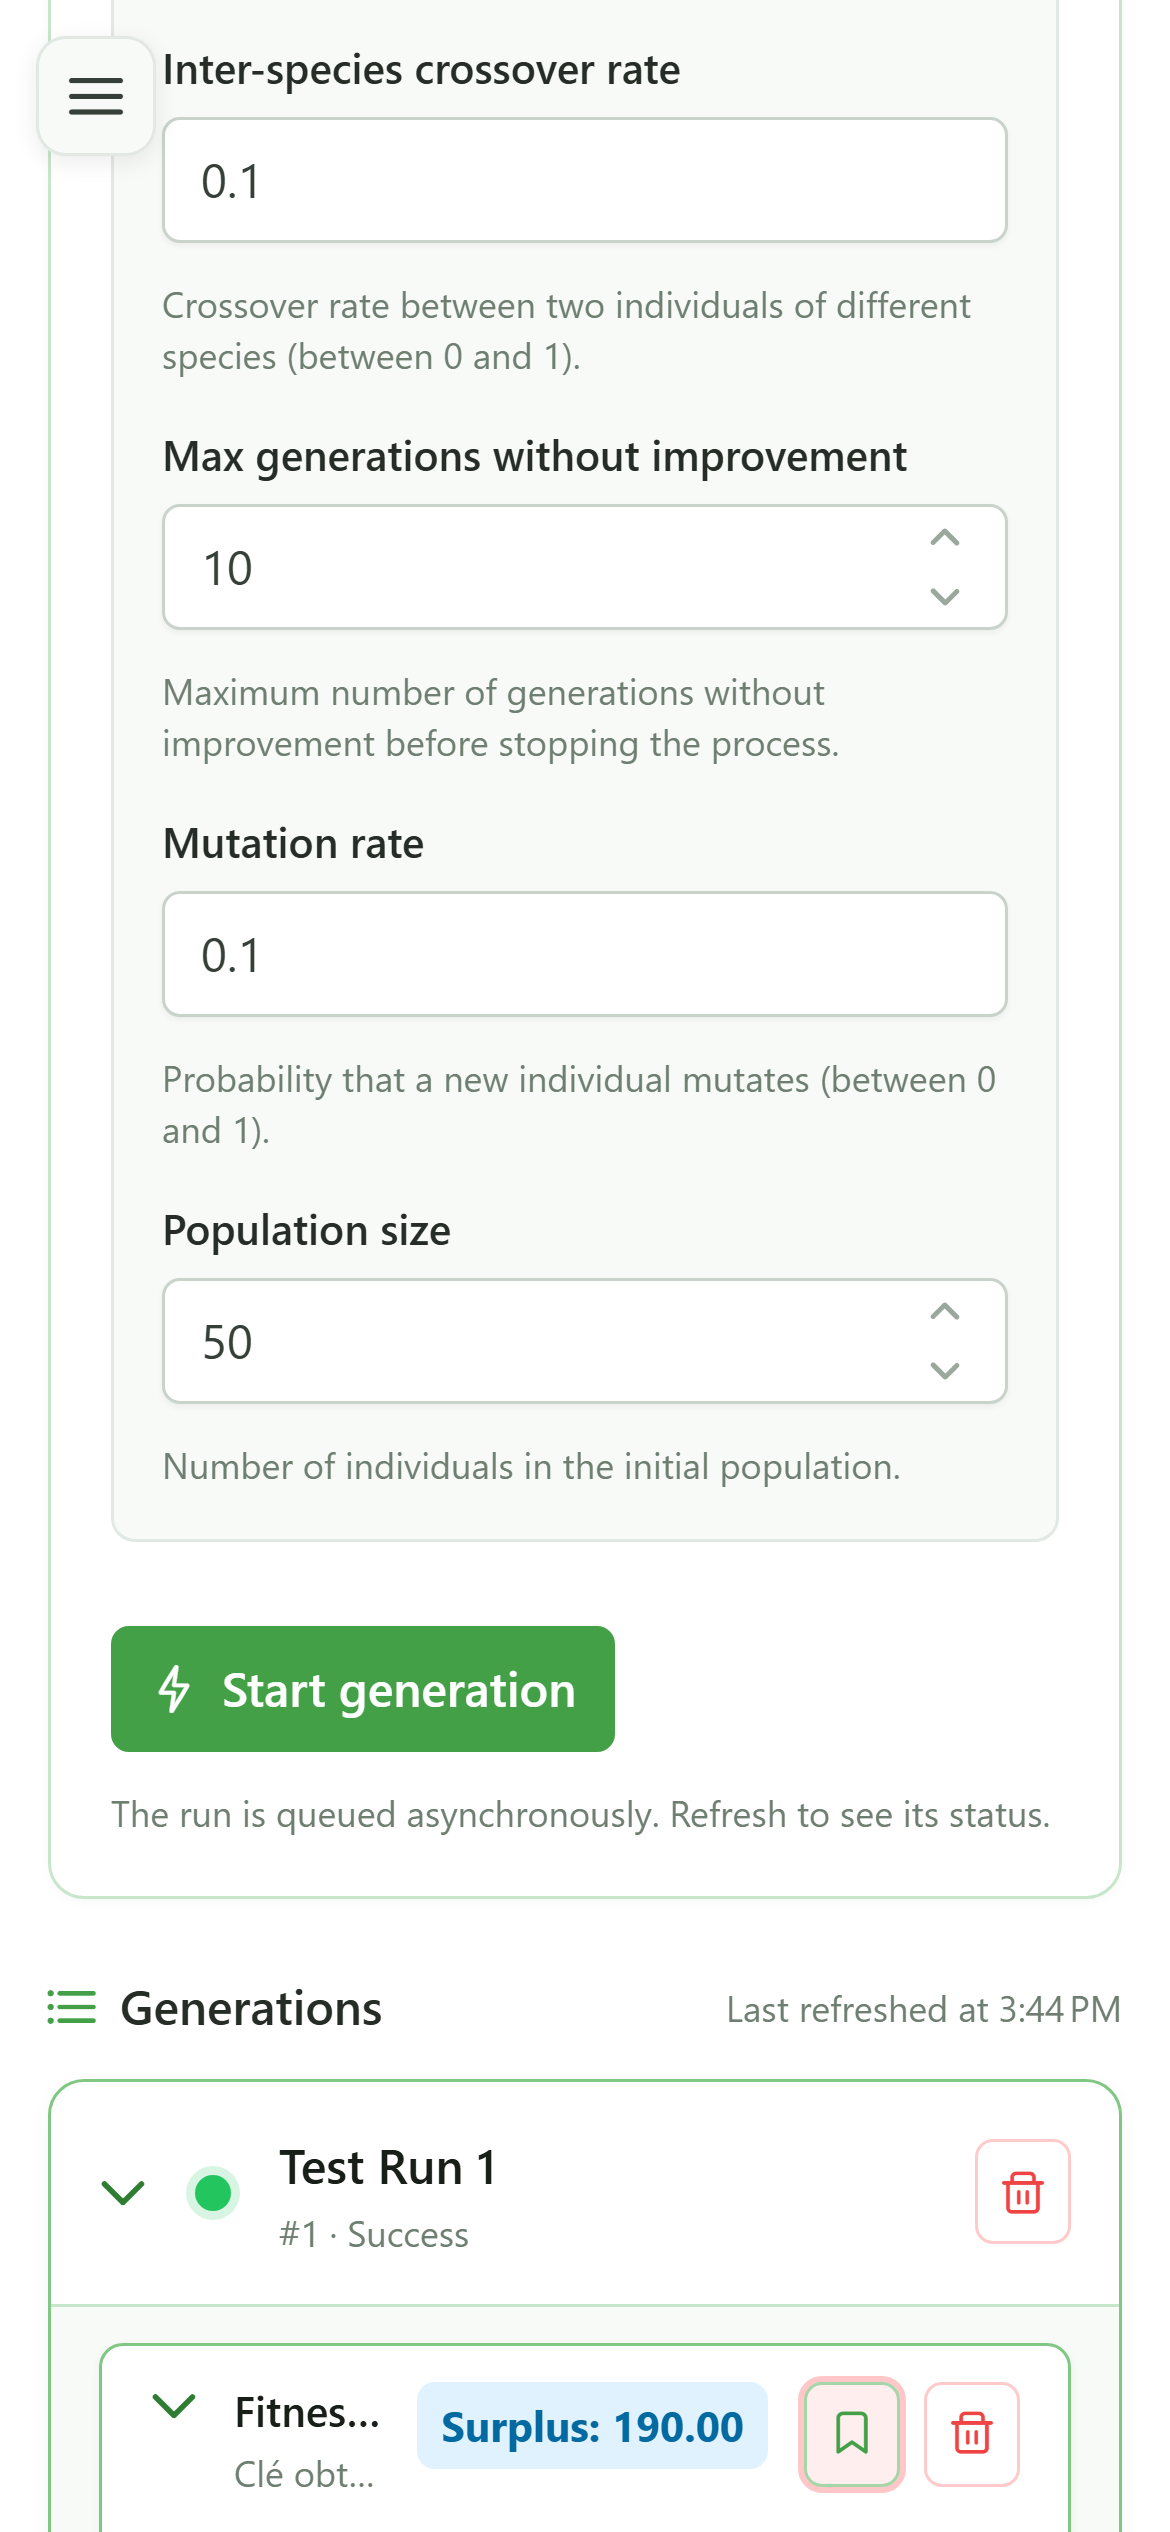 Inter-species crossover rate
0.1
Crossover rate between two individuals of different
species (between 0 and 1).
Max generations without improvement
10
Maximum number of generations without
improvement before stopping the process.
Mutation rate
0.1
Probability that a new individual mutates (between 0
and 1).
Population size
50
Number of individuals in the initial population.
Start generation
The run is queued asynchronously. Refresh to see its status.
Generations
Last refreshed at 3:44 PM
Test Run 1
#1 · Success
Fitnes...
Surplus: 190.00
Clé obt...